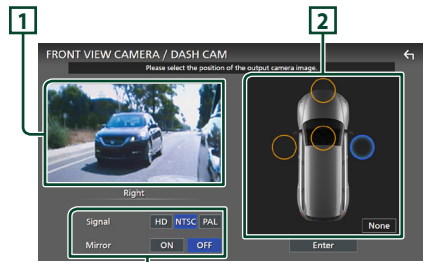 1
2
FRONT VIEW CAMERA / DASH CAM
Please select the position of the output camera image.
Right
Signal HD NTSC PAL
Mirror ON OFF
None
Enter